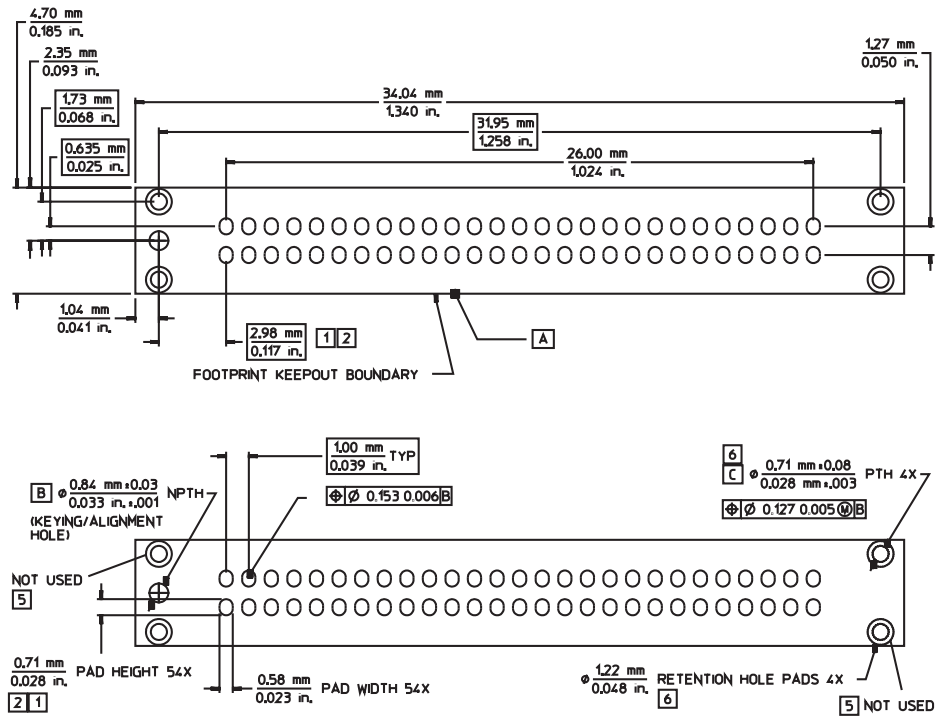 4.70 mm
0.185 in.
2.35 mm
0.093 in.
1.73 mm
0.068 in.
0.635 mm
0.025 in.
34.04 mm
1.340 in.
31.95 mm
1.258 in.
26.00 mm
1.024 in.
1.27 mm
0.050 in.
1.04 mm
0.041 in.
2.98 mm
0.117 in.
1 2
A
FOOTPRINT KEEPOUT BOUNDARY
1.00 mm
0.039 in.
TYP
⌖ Ø 0.153 0.006 B
B ø 0.84 mm ±0.03
0.033 in. ±.001
NPTH
(KEYING/ALIGNMENT
HOLE)
6
C ø 0.71 mm ±0.08
0.028 mm ±.003
PTH 4X
⌖ Ø 0.127 0.005 Ⓜ B
NOT USED
5
0.71 mm
0.028 in.
PAD HEIGHT 54X
2 1
0.58 mm
0.023 in.
PAD WIDTH 54X
ø 1.22 mm
0.048 in.
RETENTION HOLE PADS 4X
6
5 NOT USED